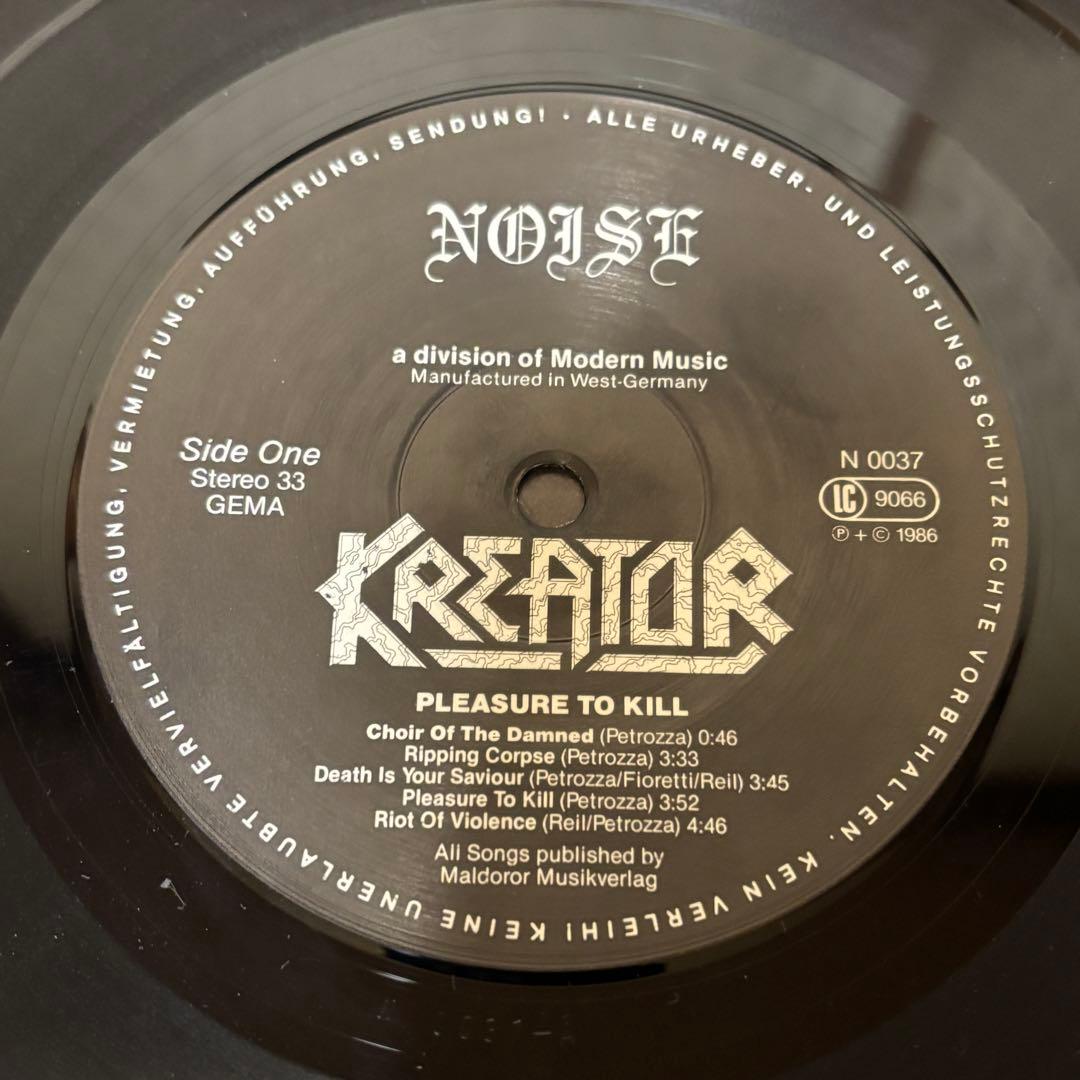 ALLE URHEBER- UND LEISTUNGSSCHUTZRECHTE VORBEHALTEN. KEIN VERLEIH! KEINE UNERLAUBTE VERVIELFÄLTIGUNG, VERMIETUNG, AUFFÜHRUNG, SENDUNG! ·
NOISE
a division of Modern Music
Manufactured in West-Germany
Side One
Stereo 33
GEMA
N 0037
LC 9066
℗ + © 1986
KREATOR
PLEASURE TO KILL
Choir Of The Damned (Petrozza) 0:46
Ripping Corpse (Petrozza) 3:33
Death Is Your Saviour (Petrozza/Fioretti/Reil) 3:45
Pleasure To Kill (Petrozza) 3:52
Riot Of Violence (Reil/Petrozza) 4:46
All Songs published by
Maldoror Musikverlag